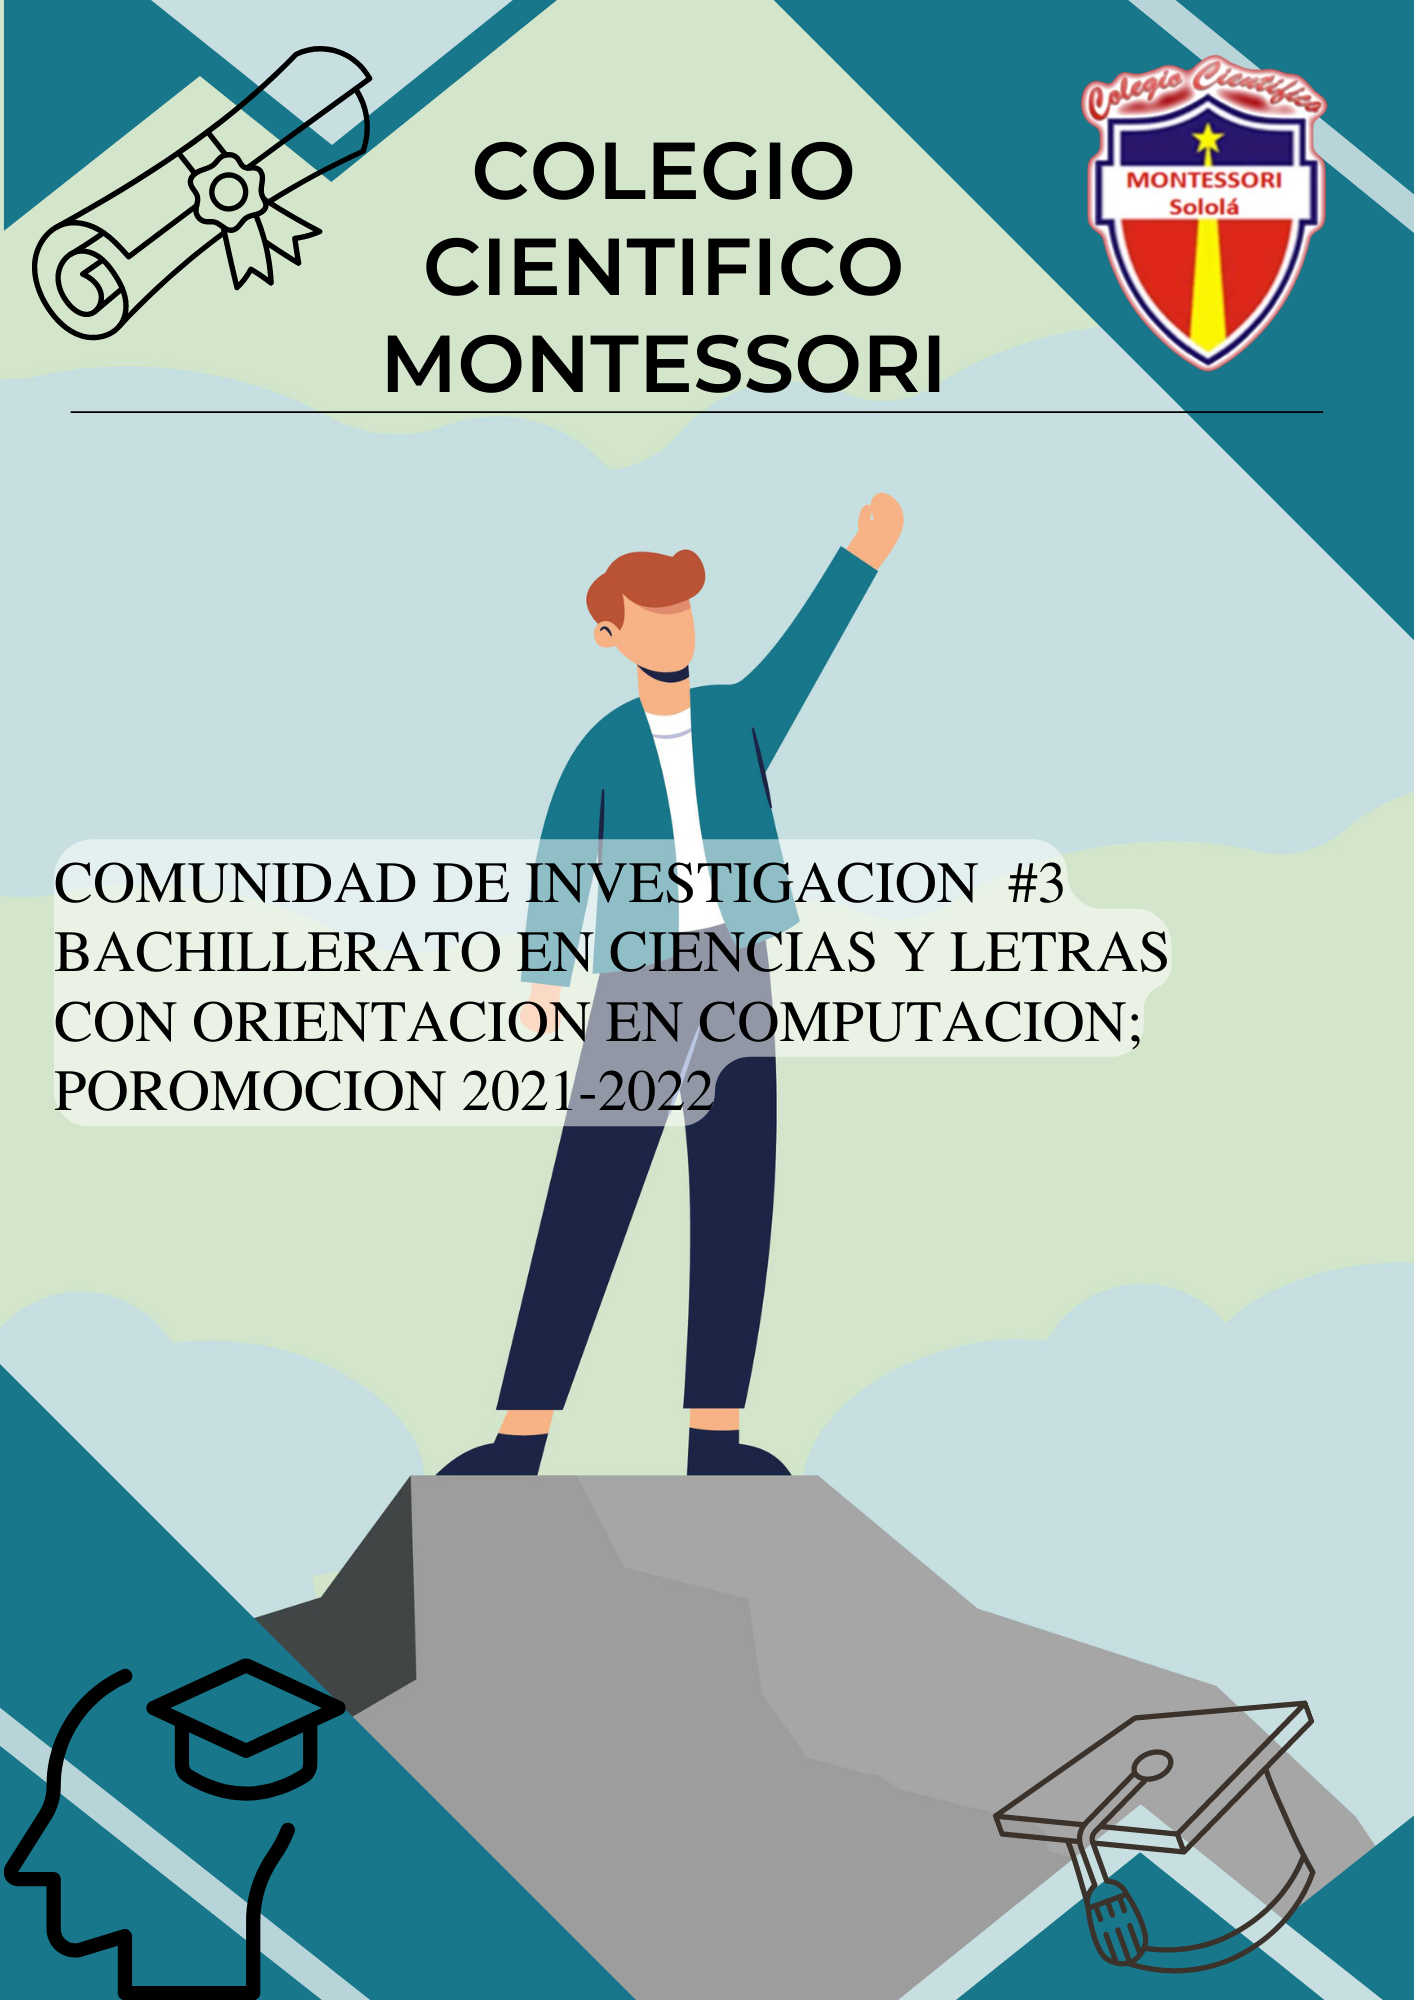 COLEGIO
CIENTIFICO
MONTESSORI
Colegio Cientifico
MONTESSORI
Sololá
COMUNIDAD DE INVESTIGACION #3
BACHILLERATO EN CIENCIAS Y LETRAS
CON ORIENTACION EN COMPUTACION;
POROMOCION 2021-2022